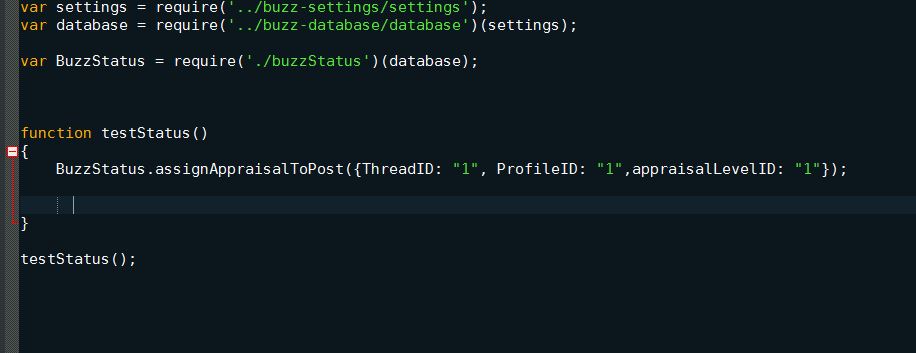 var settings = require('../buzz-settings/settings');
var database = require('../buzz-database/database')(settings);
var BuzzStatus = require('./buzzStatus')(database);
function testStatus()
{
BuzzStatus.assignAppraisalToPost({ThreadID: "1", ProfileID: "1",appraisalLevelID: "1"});
}
testStatus();